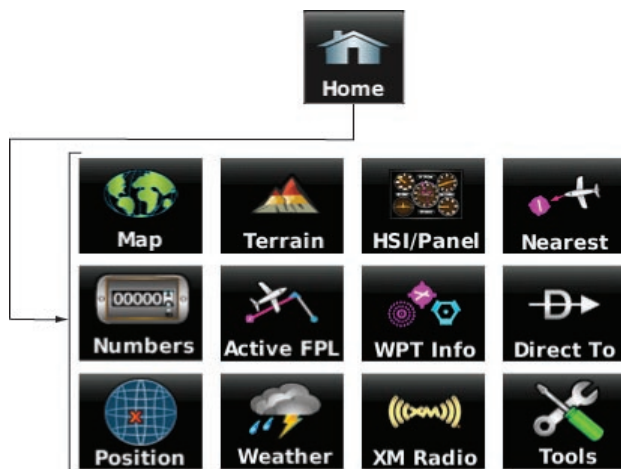 Home
Map
Terrain
HSI/Panel
Nearest
00000
Numbers
Active FPL
WPT Info
Direct To
D
Position
Weather
XM Radio
XM
Tools